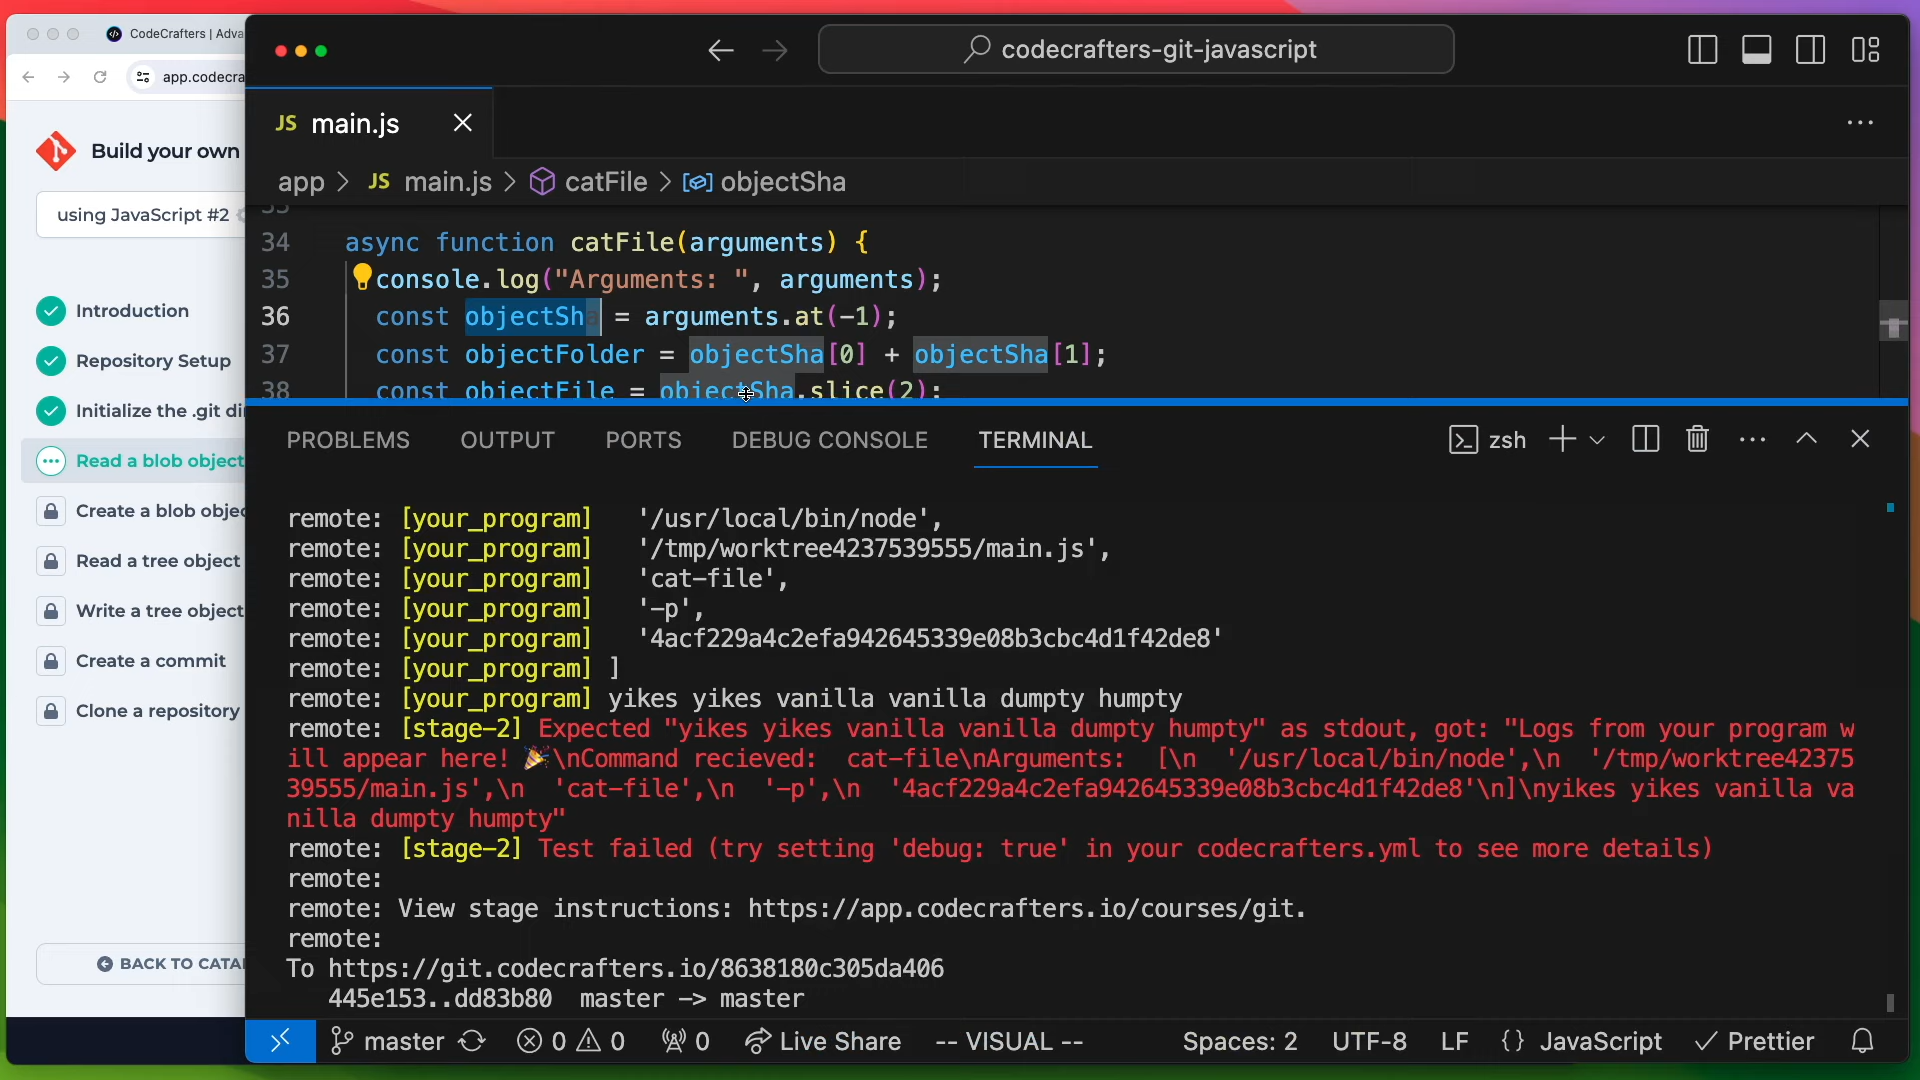 CodeCrafters | Adva
app.codecra
Build your own
using JavaScript #2
Introduction
Repository Setup
Initialize the .git di
Read a blob object
Create a blob obje
Read a tree object
Write a tree object
Create a commit
Clone a repository
BACK TO CATA
codecrafters-git-javascript
JS main.js
app > JS main.js > catFile > objectSha
33
34 async function catFile(arguments) {
35 console.log("Arguments: ", arguments);
36 const objectSha = arguments.at(-1);
37 const objectFolder = objectSha[0] + objectSha[1];
38 const objectFile = objectSha.slice(2);
PROBLEMS OUTPUT PORTS DEBUG CONSOLE TERMINAL zsh
remote: [your_program]   '/usr/local/bin/node',
remote: [your_program]   '/tmp/worktree4237539555/main.js',
remote: [your_program]   'cat-file',
remote: [your_program]   '-p',
remote: [your_program]   '4acf229a4c2efa942645339e08b3cbc4d1f42de8'
remote: [your_program] ]
remote: [your_program] yikes yikes vanilla vanilla dumpty humpty
remote: [stage-2] Expected "yikes yikes vanilla vanilla dumpty humpty" as stdout, got: "Logs from your program w
ill appear here! 🎉\nCommand recieved:  cat-file\nArguments:  [\n  '/usr/local/bin/node',\n  '/tmp/worktree42375
39555/main.js',\n  'cat-file',\n  '-p',\n  '4acf229a4c2efa942645339e08b3cbc4d1f42de8'\n]\nyikes yikes vanilla va
nilla dumpty humpty"
remote: [stage-2] Test failed (try setting 'debug: true' in your codecrafters.yml to see more details)
remote:
remote: View stage instructions: https://app.codecrafters.io/courses/git.
remote:
To https://git.codecrafters.io/8638180c305da406
445e153..dd83b80  master -> master
master 0 0 0 Live Share -- VISUAL -- Spaces: 2 UTF-8 LF {} JavaScript Prettier